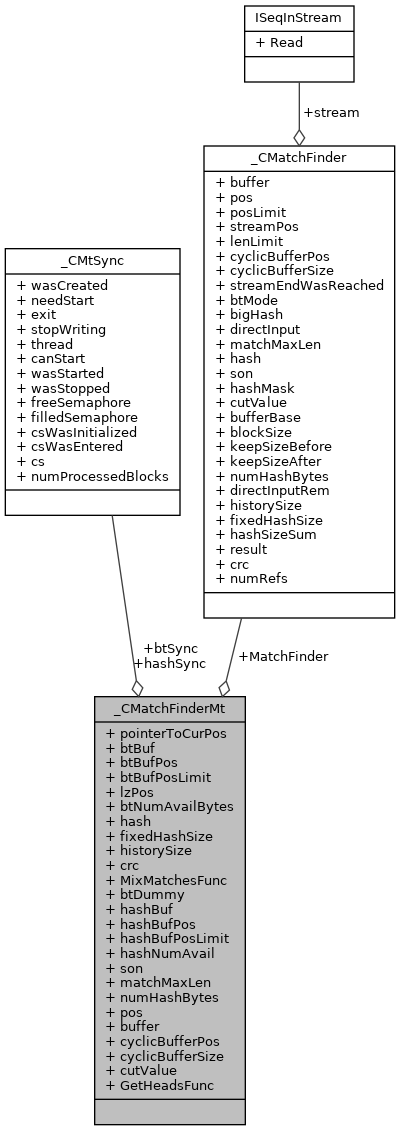 ISeqInStream
+ Read
+stream
_CMatchFinder
+ buffer
+ pos
+ posLimit
+ streamPos
+ lenLimit
+ cyclicBufferPos
+ cyclicBufferSize
+ streamEndWasReached
+ btMode
+ bigHash
+ directInput
+ matchMaxLen
+ hash
+ son
+ hashMask
+ cutValue
+ bufferBase
+ blockSize
+ keepSizeBefore
+ keepSizeAfter
+ numHashBytes
+ directInputRem
+ historySize
+ fixedHashSize
+ hashSizeSum
+ result
+ crc
+ numRefs
_CMtSync
+ wasCreated
+ needStart
+ exit
+ stopWriting
+ thread
+ canStart
+ wasStarted
+ wasStopped
+ freeSemaphore
+ filledSemaphore
+ csWasInitialized
+ csWasEntered
+ cs
+ numProcessedBlocks
+btSync
+hashSync
+MatchFinder
_CMatchFinderMt
+ pointerToCurPos
+ btBuf
+ btBufPos
+ btBufPosLimit
+ lzPos
+ btNumAvailBytes
+ hash
+ fixedHashSize
+ historySize
+ crc
+ MixMatchesFunc
+ btDummy
+ hashBuf
+ hashBufPos
+ hashBufPosLimit
+ hashNumAvail
+ son
+ matchMaxLen
+ numHashBytes
+ pos
+ buffer
+ cyclicBufferPos
+ cyclicBufferSize
+ cutValue
+ GetHeadsFunc